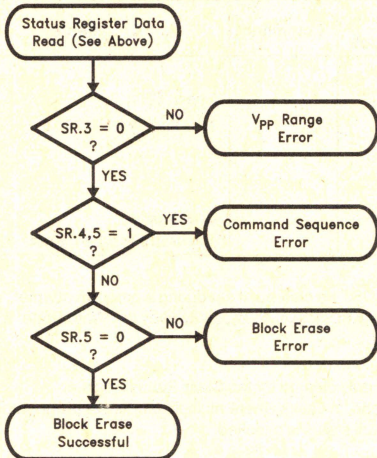 Status Register Data
Read (See Above)
SR.3 = 0
?
NO
VPP Range
Error
YES
SR.4,5 = 1
?
YES
Command Sequence
Error
NO
SR.5 = 0
?
NO
Block Erase
Error
YES
Block Erase
Successful